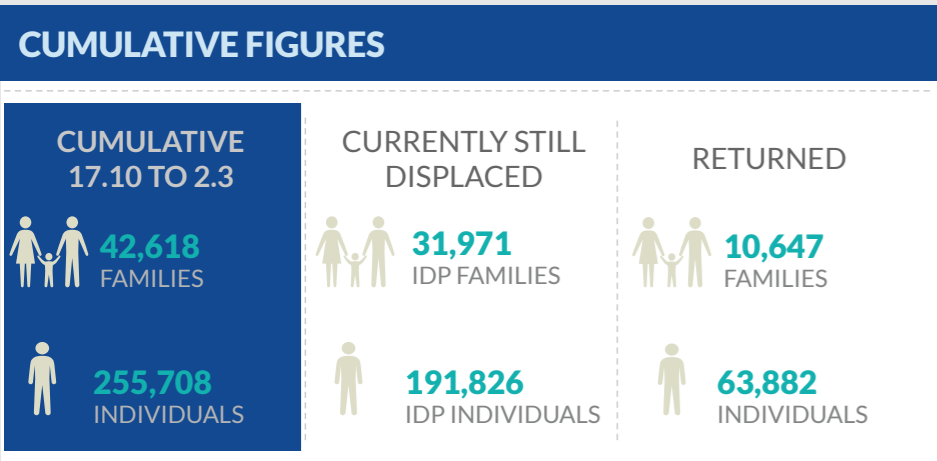 CUMULATIVE FIGURES
CUMULATIVE
17.10 TO 2.3
42,618
FAMILIES
255,708
INDIVIDUALS
CURRENTLY STILL
DISPLACED
31,971
IDP FAMILIES
191,826
IDP INDIVIDUALS
RETURNED
10,647
FAMILIES
63,882
INDIVIDUALS